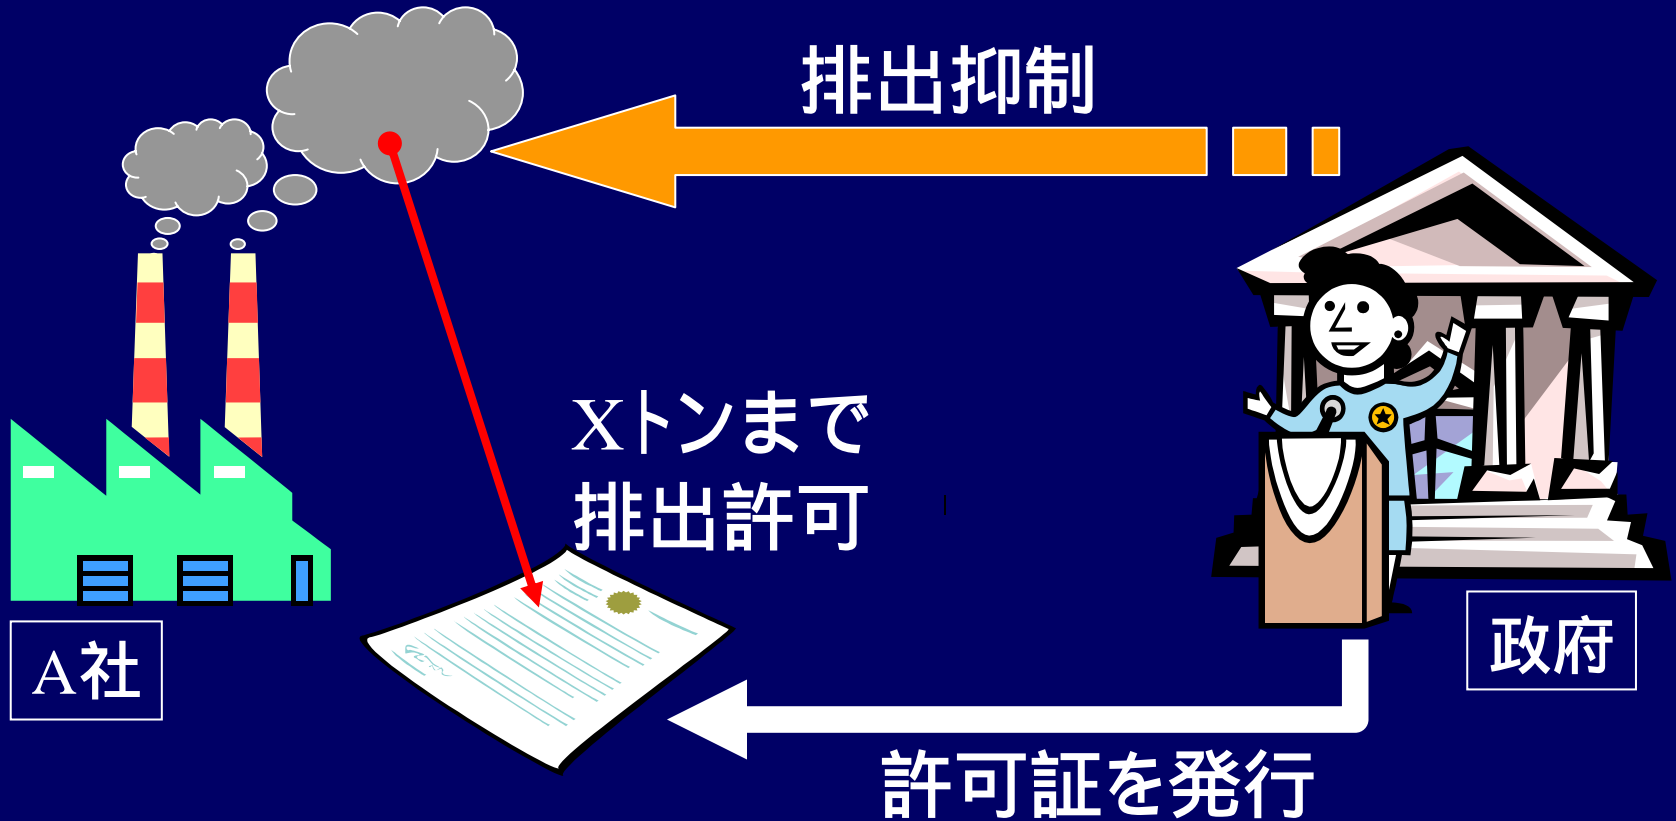 排出抑制
Xトンまで
排出許可
A社
政府
許可証を発行